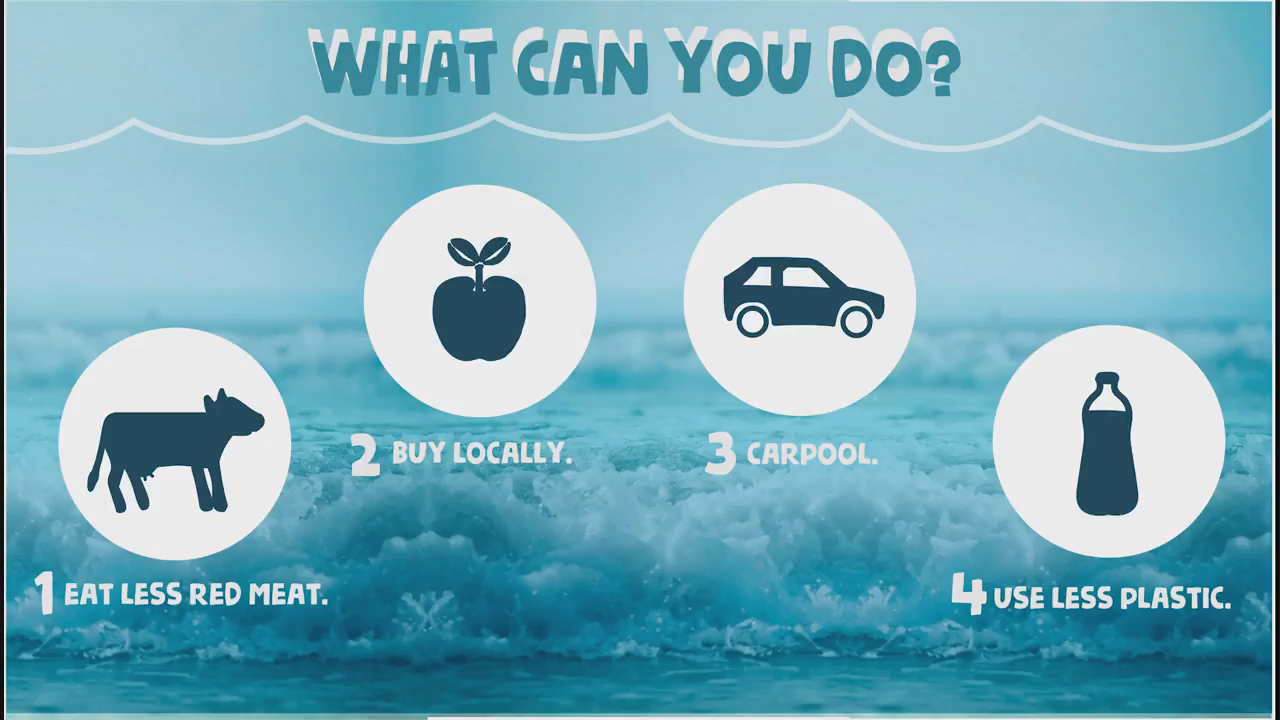 WHAT CAN YOU DO?
1 EAT LESS RED MEAT.
2 BUY LOCALLY.
3 CARPOOL.
4 USE LESS PLASTIC.